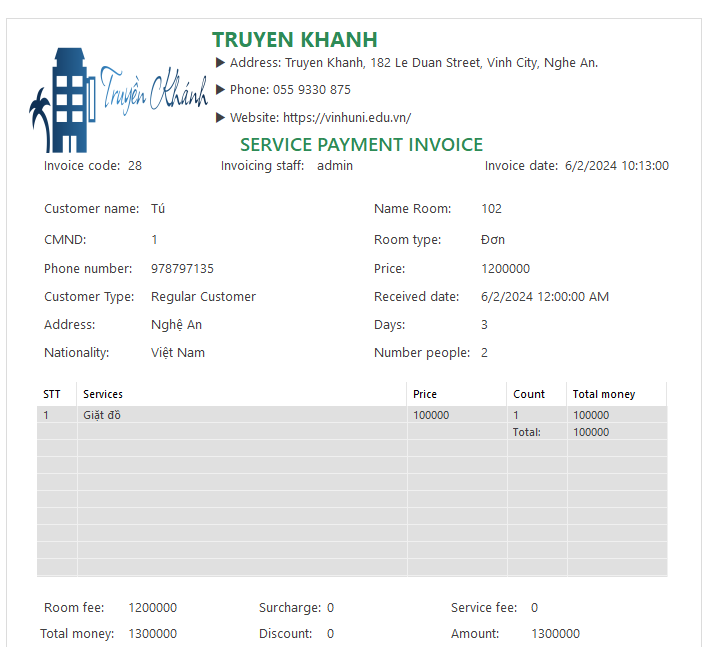 TRUYEN KHANH
Truyền Khánh
▶ Address: Truyen Khanh, 182 Le Duan Street, Vinh City, Nghe An.
▶ Phone: 055 9330 875
▶ Website: https://vinhuni.edu.vn/
SERVICE PAYMENT INVOICE
Invoice code: 28 Invoicing staff: admin Invoice date: 6/2/2024 10:13:00
Customer name: Tú Name Room: 102
CMND: 1 Room type: Đơn
Phone number: 978797135 Price: 1200000
Customer Type: Regular Customer Received date: 6/2/2024 12:00:00 AM
Address: Nghệ An Days: 3
Nationality: Việt Nam Number people: 2
STT Services Price Count Total money
1 Giặt đồ 100000 1 100000
Total: 100000
Room fee: 1200000 Surcharge: 0 Service fee: 0
Total money: 1300000 Discount: 0 Amount: 1300000